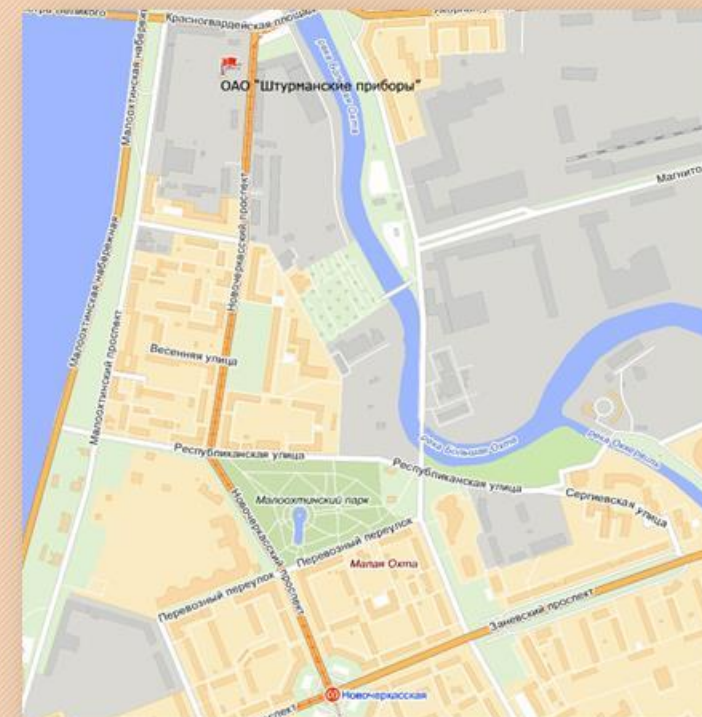 Красногвардейская площадь
Малоохтинская набережная
ОАО "Штурманские приборы"
река Большая Охта
Новочеркасский проспект
Малоохтинская набережная
Малоохтинский проспект
Весенняя улица
Республиканская улица
река Большая Охта
река Оккервиль
Республиканская улица
Сергиевская улица
Малоохтинский парк
Новочеркасский проспект
Перевозный переулок
Малая Охта
Перевозный переулок
Заневский проспект
Новочеркасская